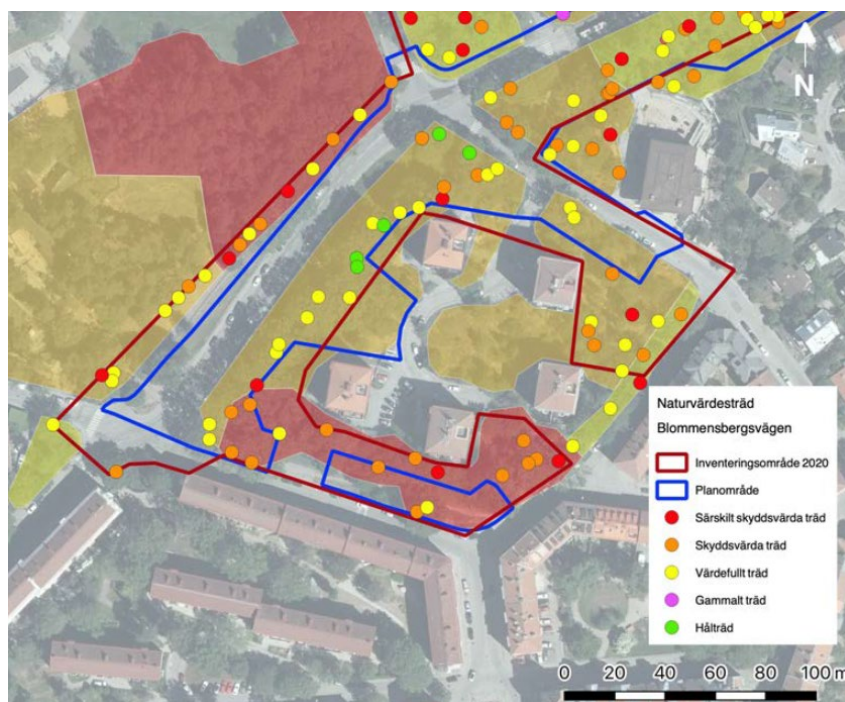 N
Naturvärdesträd
Blommensbergsvägen
Inventeringsområde 2020
Planområde
Särskilt skyddsvärda träd
Skyddsvärda träd
Värdefullt träd
Gammalt träd
Hålträd
0 20 40 60 80 100 m